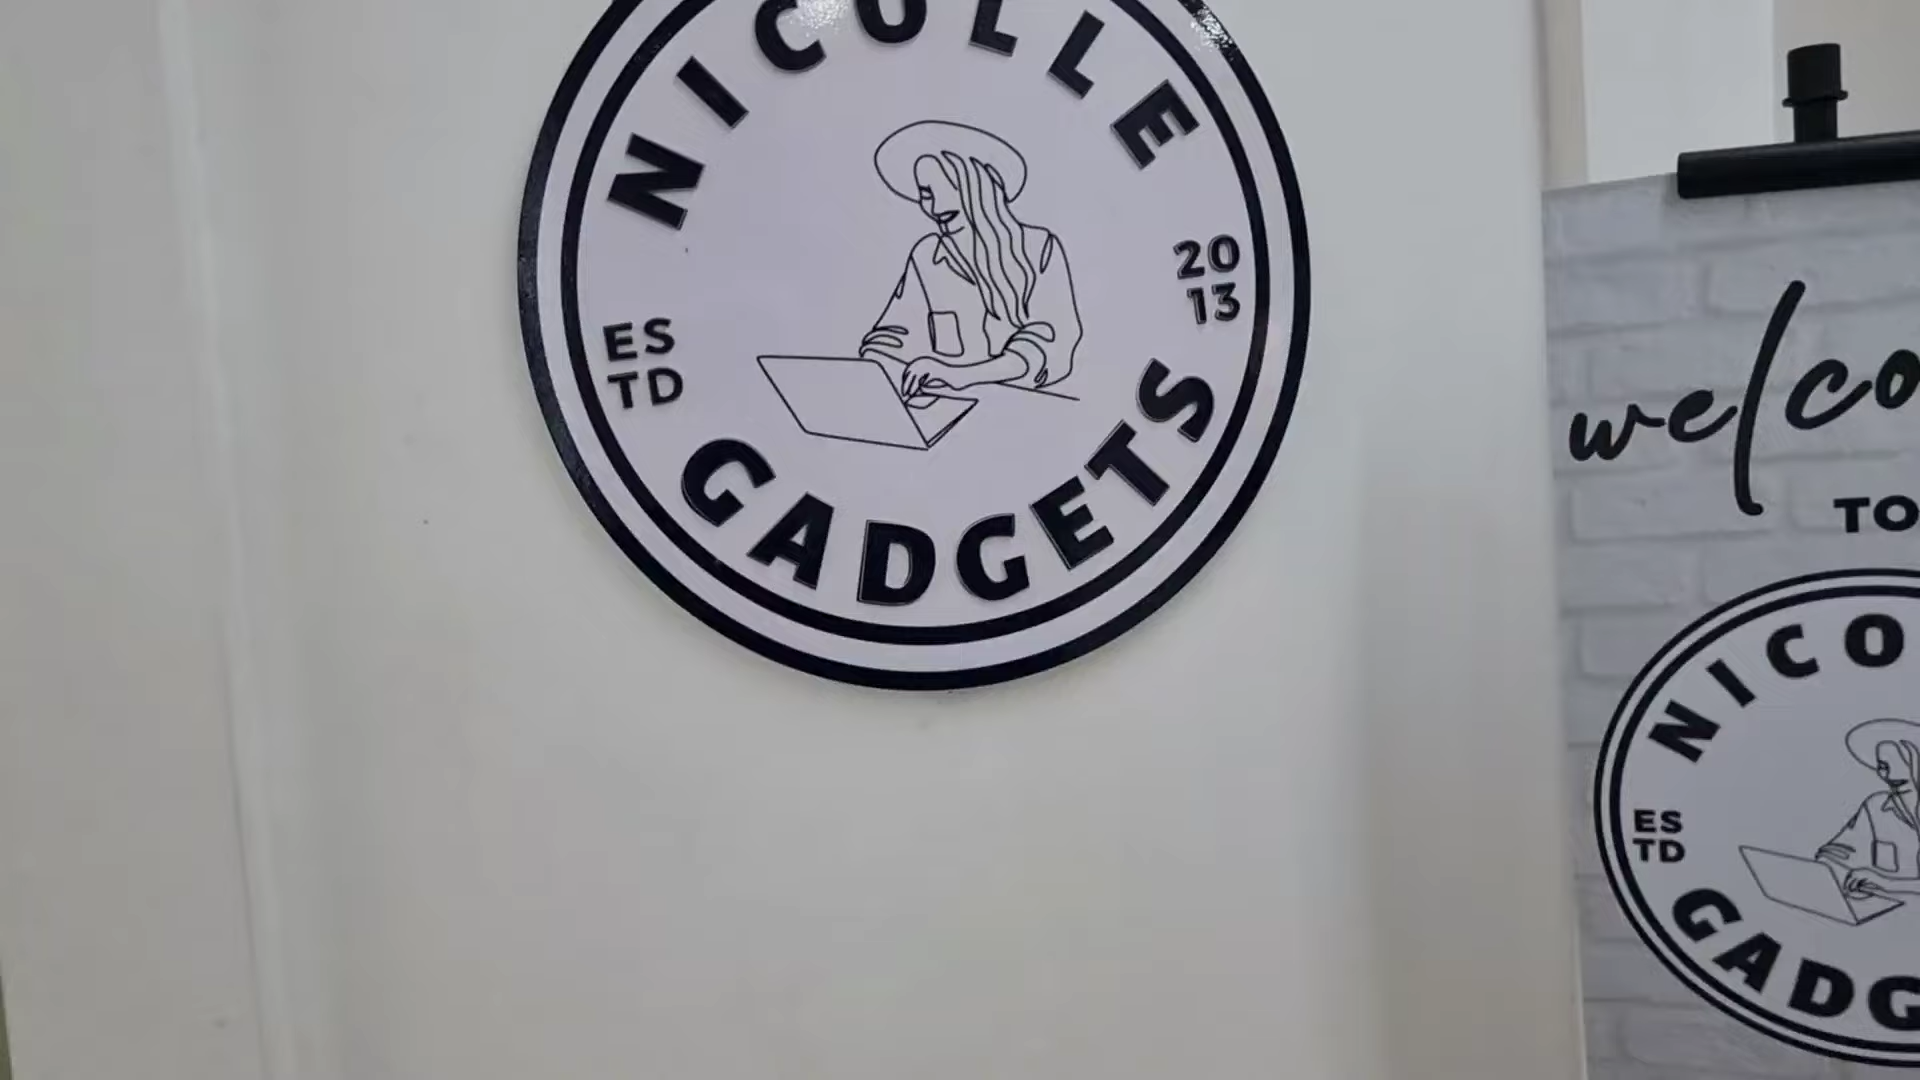 NICOLLE
ES
TD
20
13
GADGETS
welco
TO
NICO
ES
TD
GADG